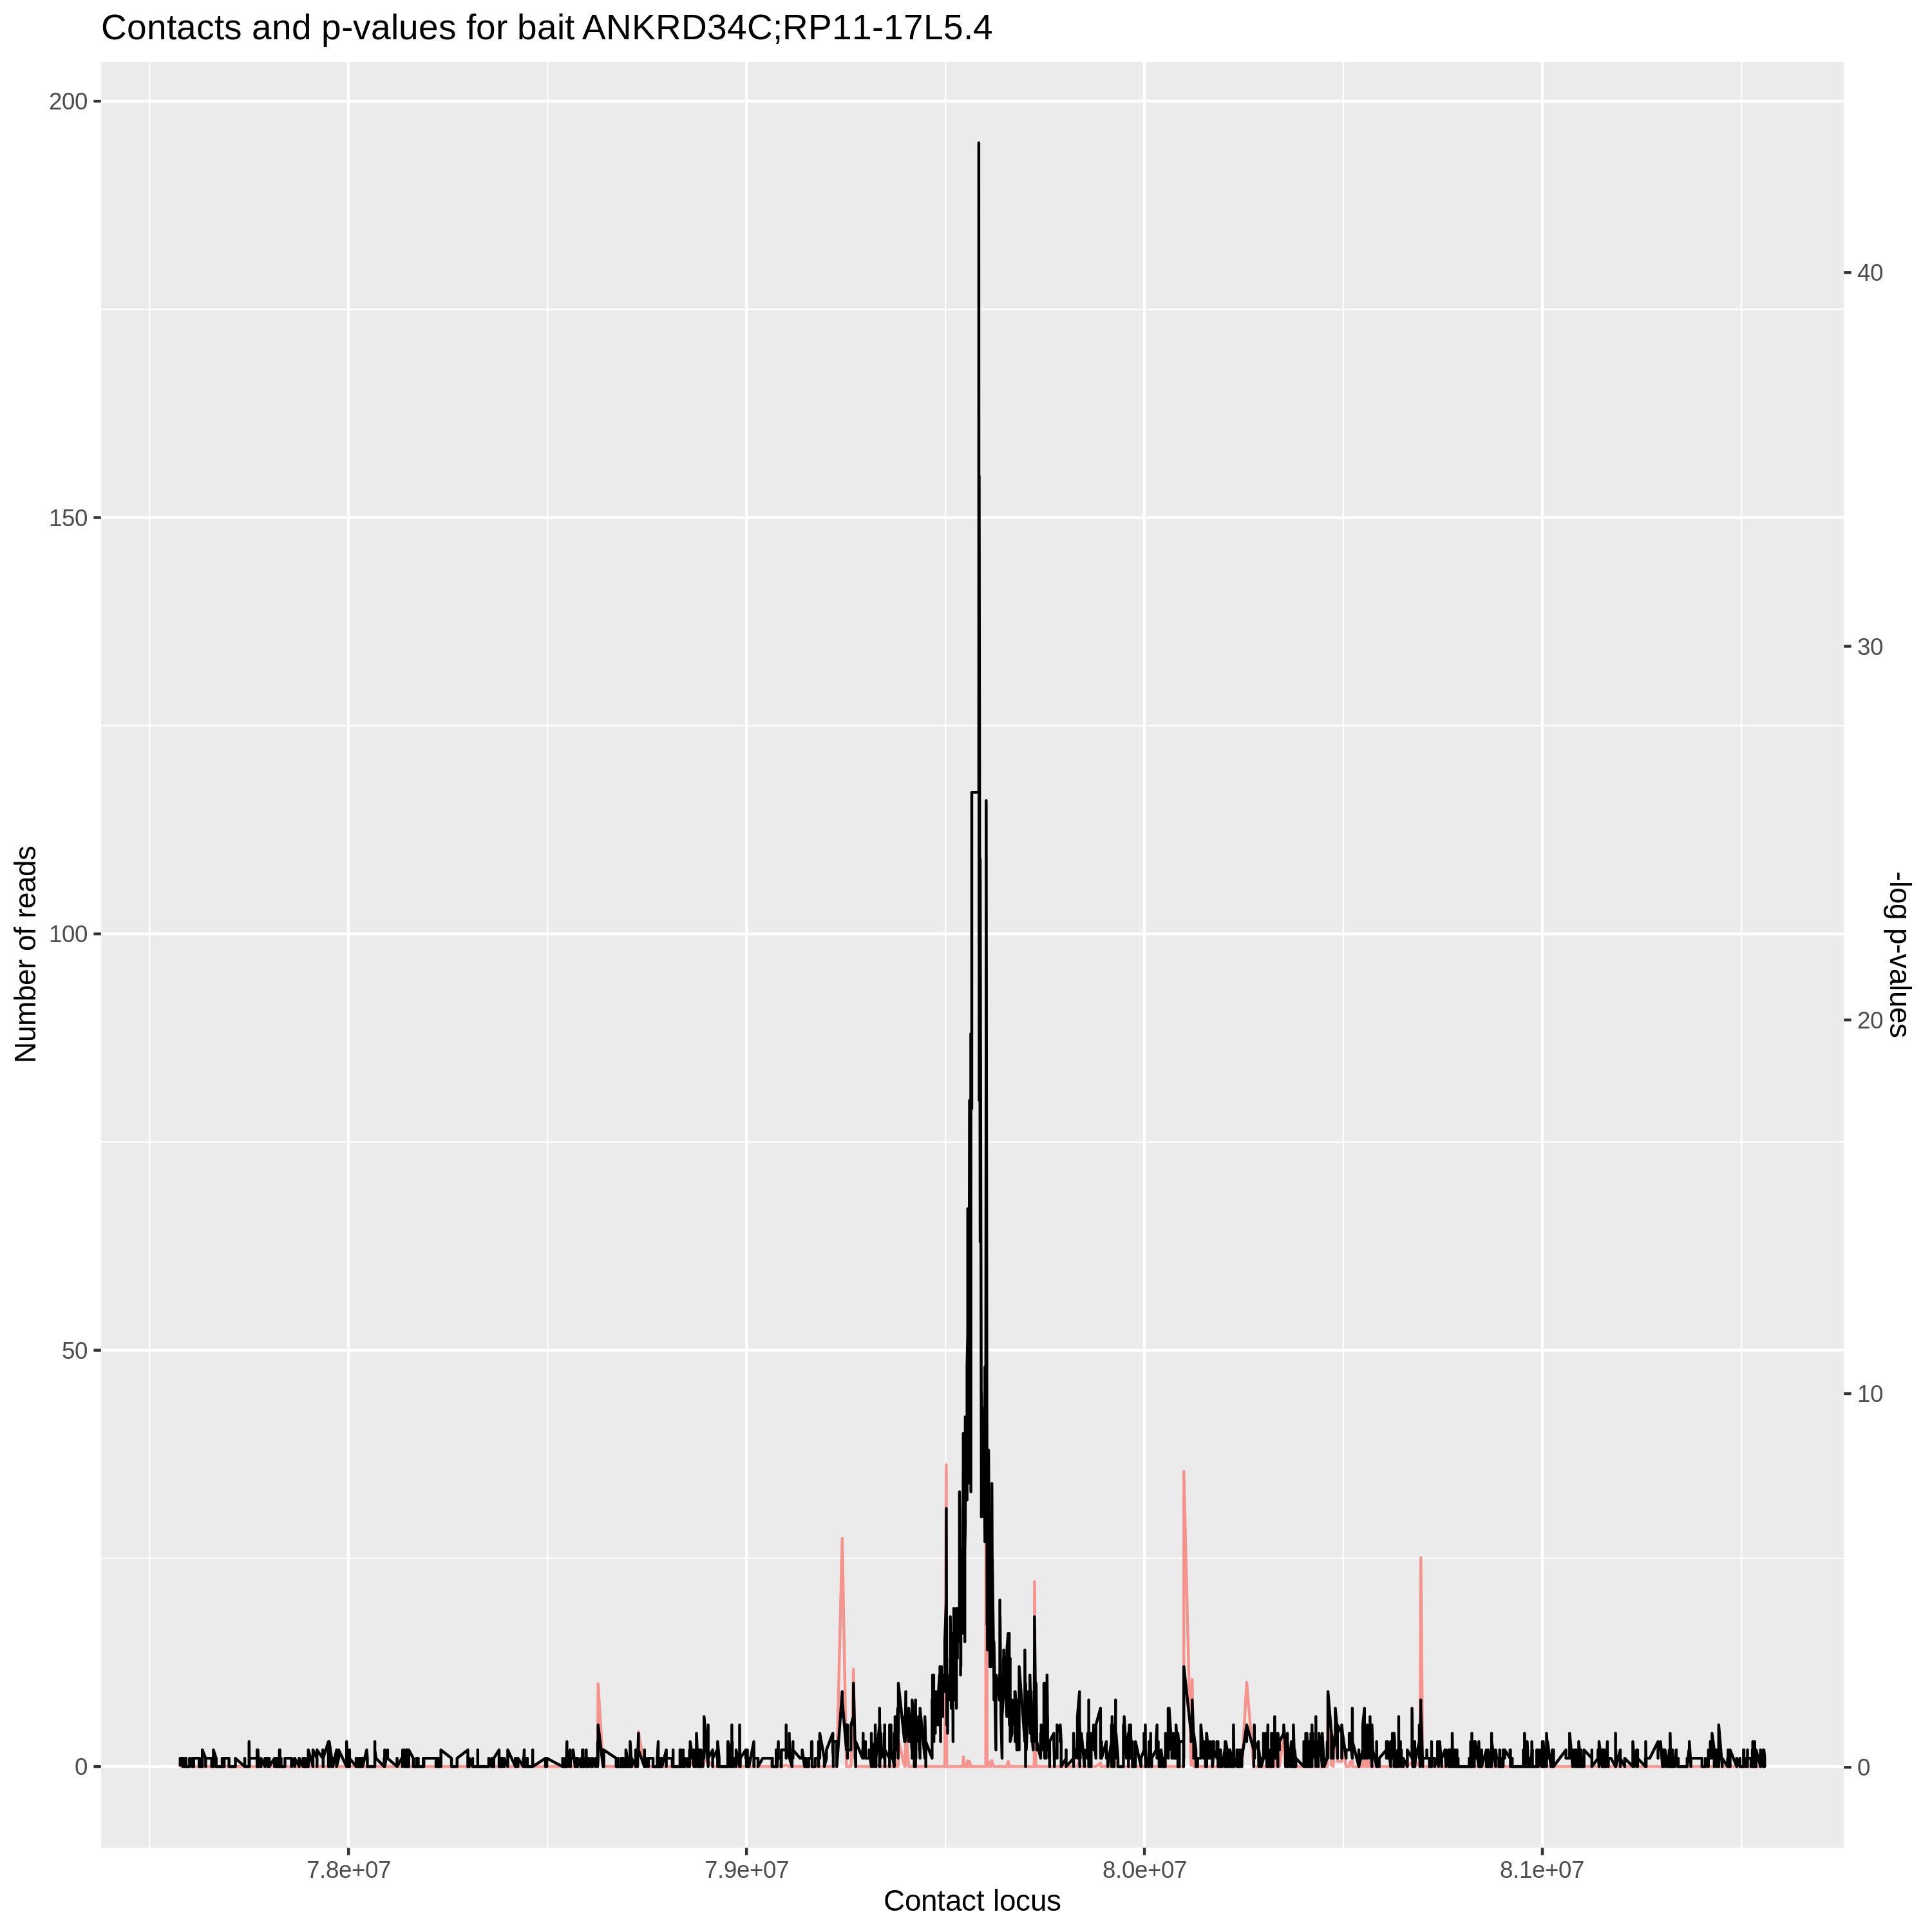 Contacts and p-values for bait ANKRD34C;RP11-17L5.4
200
150
100
50
0
Number of reads
40
30
20
10
0
-log p-values
7.8e+07
7.9e+07
8.0e+07
8.1e+07
Contact locus